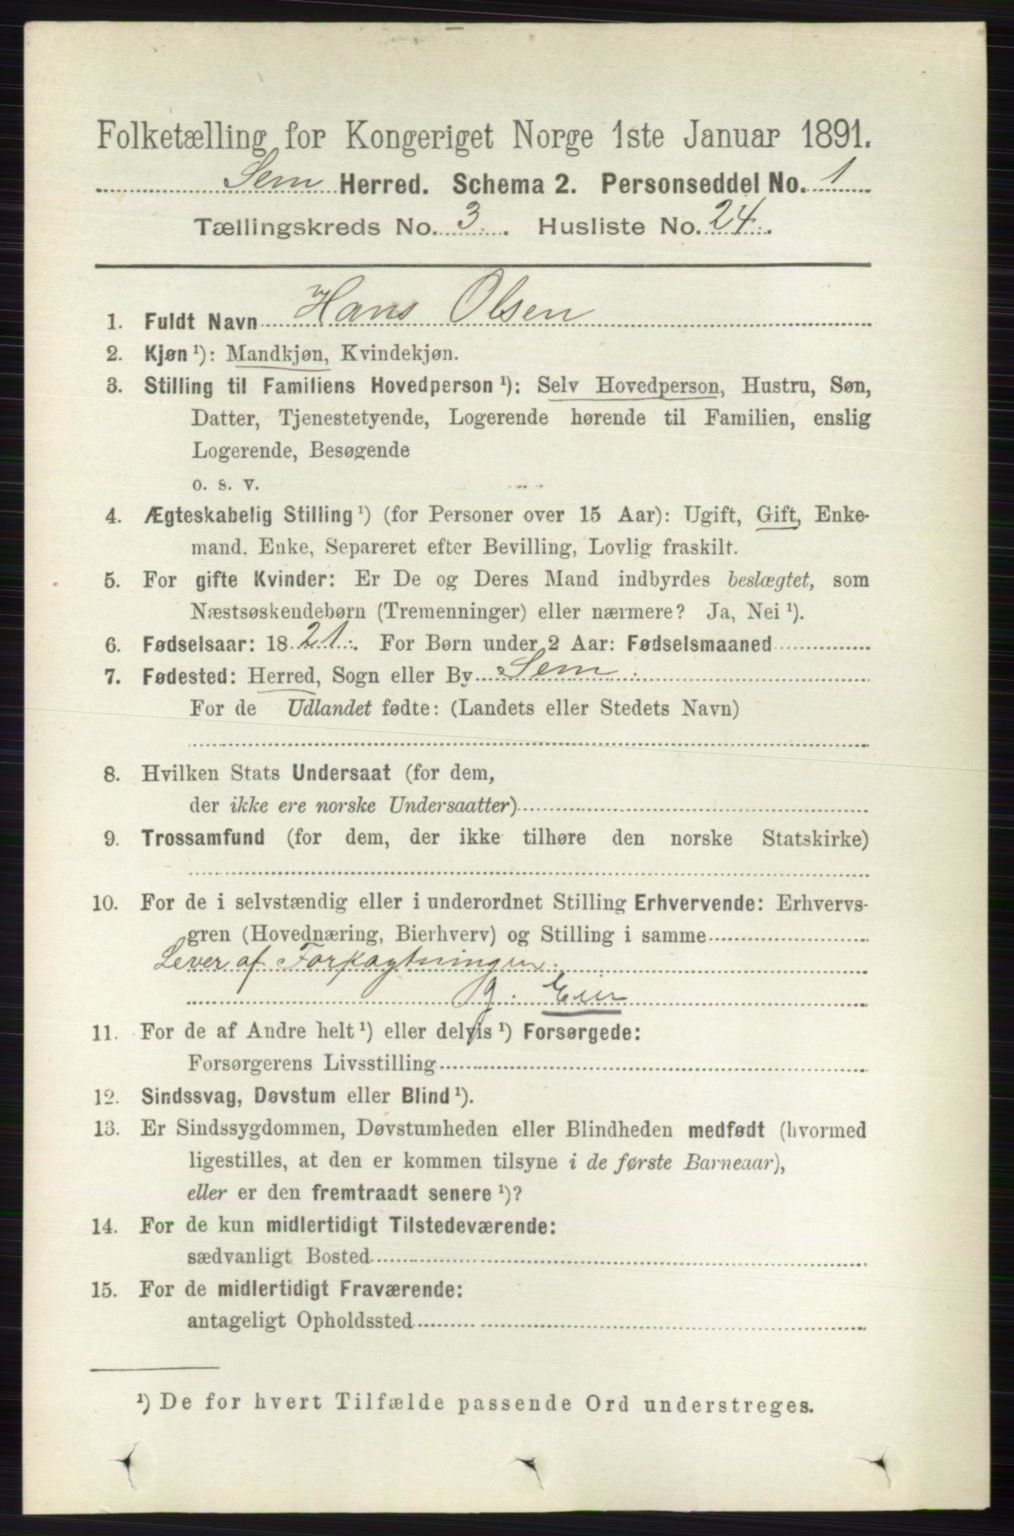 Folketælling for Kongeriget Norge 1ste Januar 1891.
Sem Herred. Schema 2. Personseddel No. 1
Tællingskreds No. 3. Husliste No. 24.
1. Fuldt Navn Hans Olsen
2. Kjøn ¹): Mandkjøn, Kvindekjøn.
3. Stilling til Familiens Hovedperson ¹): Selv Hovedperson, Hustru, Søn,
Datter, Tjenestetyende, Logerende hørende til Familien, enslig
Logerende, Besøgende
o. s. v.
4. Ægteskabelig Stilling ¹) (for Personer over 15 Aar): Ugift, Gift, Enke-
mand, Enke, Separeret efter Bevilling, Lovlig fraskilt.
5. For gifte Kvinder: Er De og Deres Mand indbyrdes beslægtet, som
Næstsøskendebørn (Tremenninger) eller nærmere? Ja, Nei ¹).
6. Fødselsaar: 1821. For Børn under 2 Aar: Fødselsmaaned
7. Fødested: Herred, Sogn eller By Sem
For de Udlandet fødte: (Landets eller Stedets Navn)
8. Hvilken Stats Undersaat (for dem,
der ikke ere norske Undersaatter)
9. Trossamfund (for dem, der ikke tilhøre den norske Statskirke)
10. For de i selvstændig eller i underordnet Stilling Erhvervende: Erhvervs-
gren (Hovednæring, Bierhverv) og Stilling i samme
Lever af Forpagtningen
g. Eier
11. For de af Andre helt ¹) eller delvis ¹) Forsørgede:
Forsørgerens Livsstilling
12. Sindssvag, Døvstum eller Blind ¹).
13. Er Sindssygdommen, Døvstumheden eller Blindheden medfødt (hvormed
ligestilles, at den er kommen tilsyne i de første Barneaar),
eller er den fremtraadt senere ¹)?
14. For de kun midlertidigt Tilstedeværende:
sædvanligt Bosted
15. For de midlertidigt Fraværende:
antageligt Opholdssted
¹) De for hvert Tilfælde passende Ord understreges.